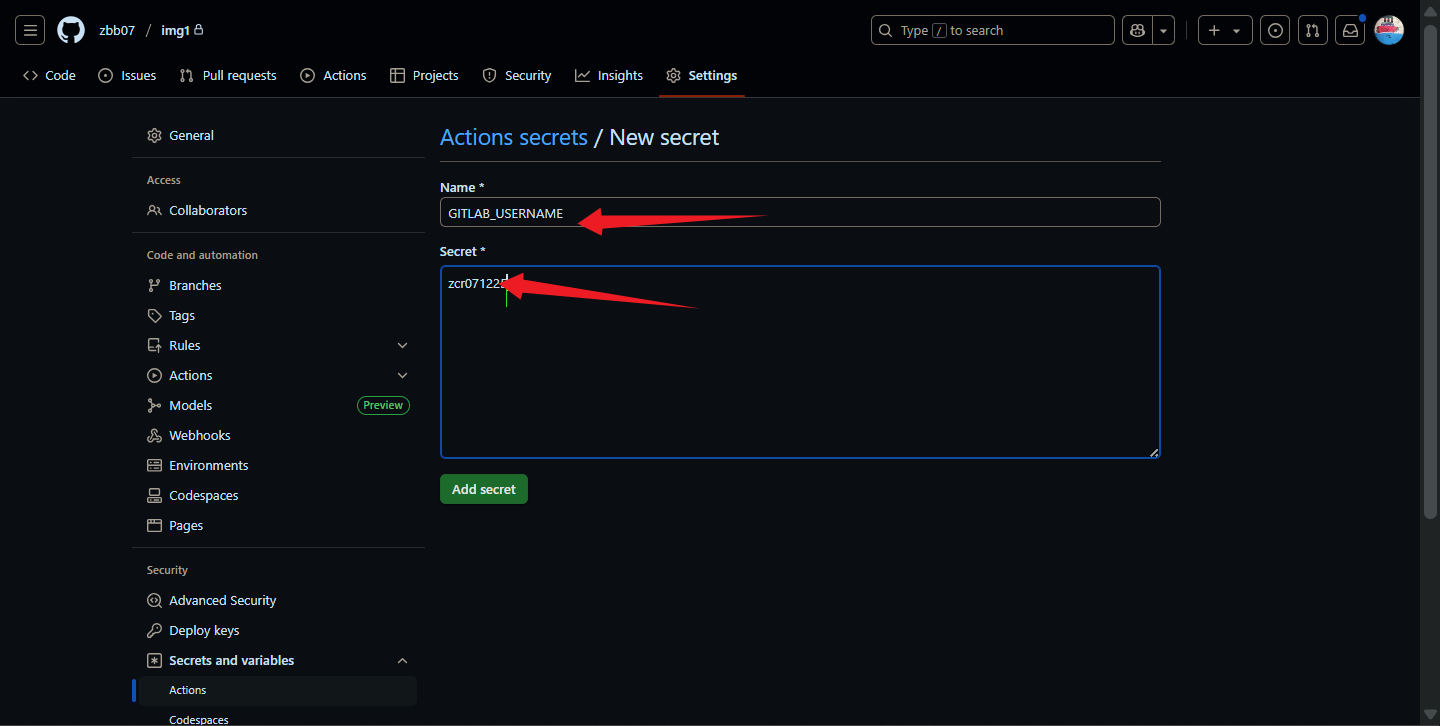 zbb07 / img1
Type / to search
Code
Issues
Pull requests
Actions
Projects
Security
Insights
Settings
General
Access
Collaborators
Code and automation
Branches
Tags
Rules
Actions
Models
Preview
Webhooks
Environments
Codespaces
Pages
Security
Advanced Security
Deploy keys
Secrets and variables
Actions
Codespaces
Actions secrets / New secret
Name *
GITLAB_USERNAME
Secret *
zcr071225
Add secret